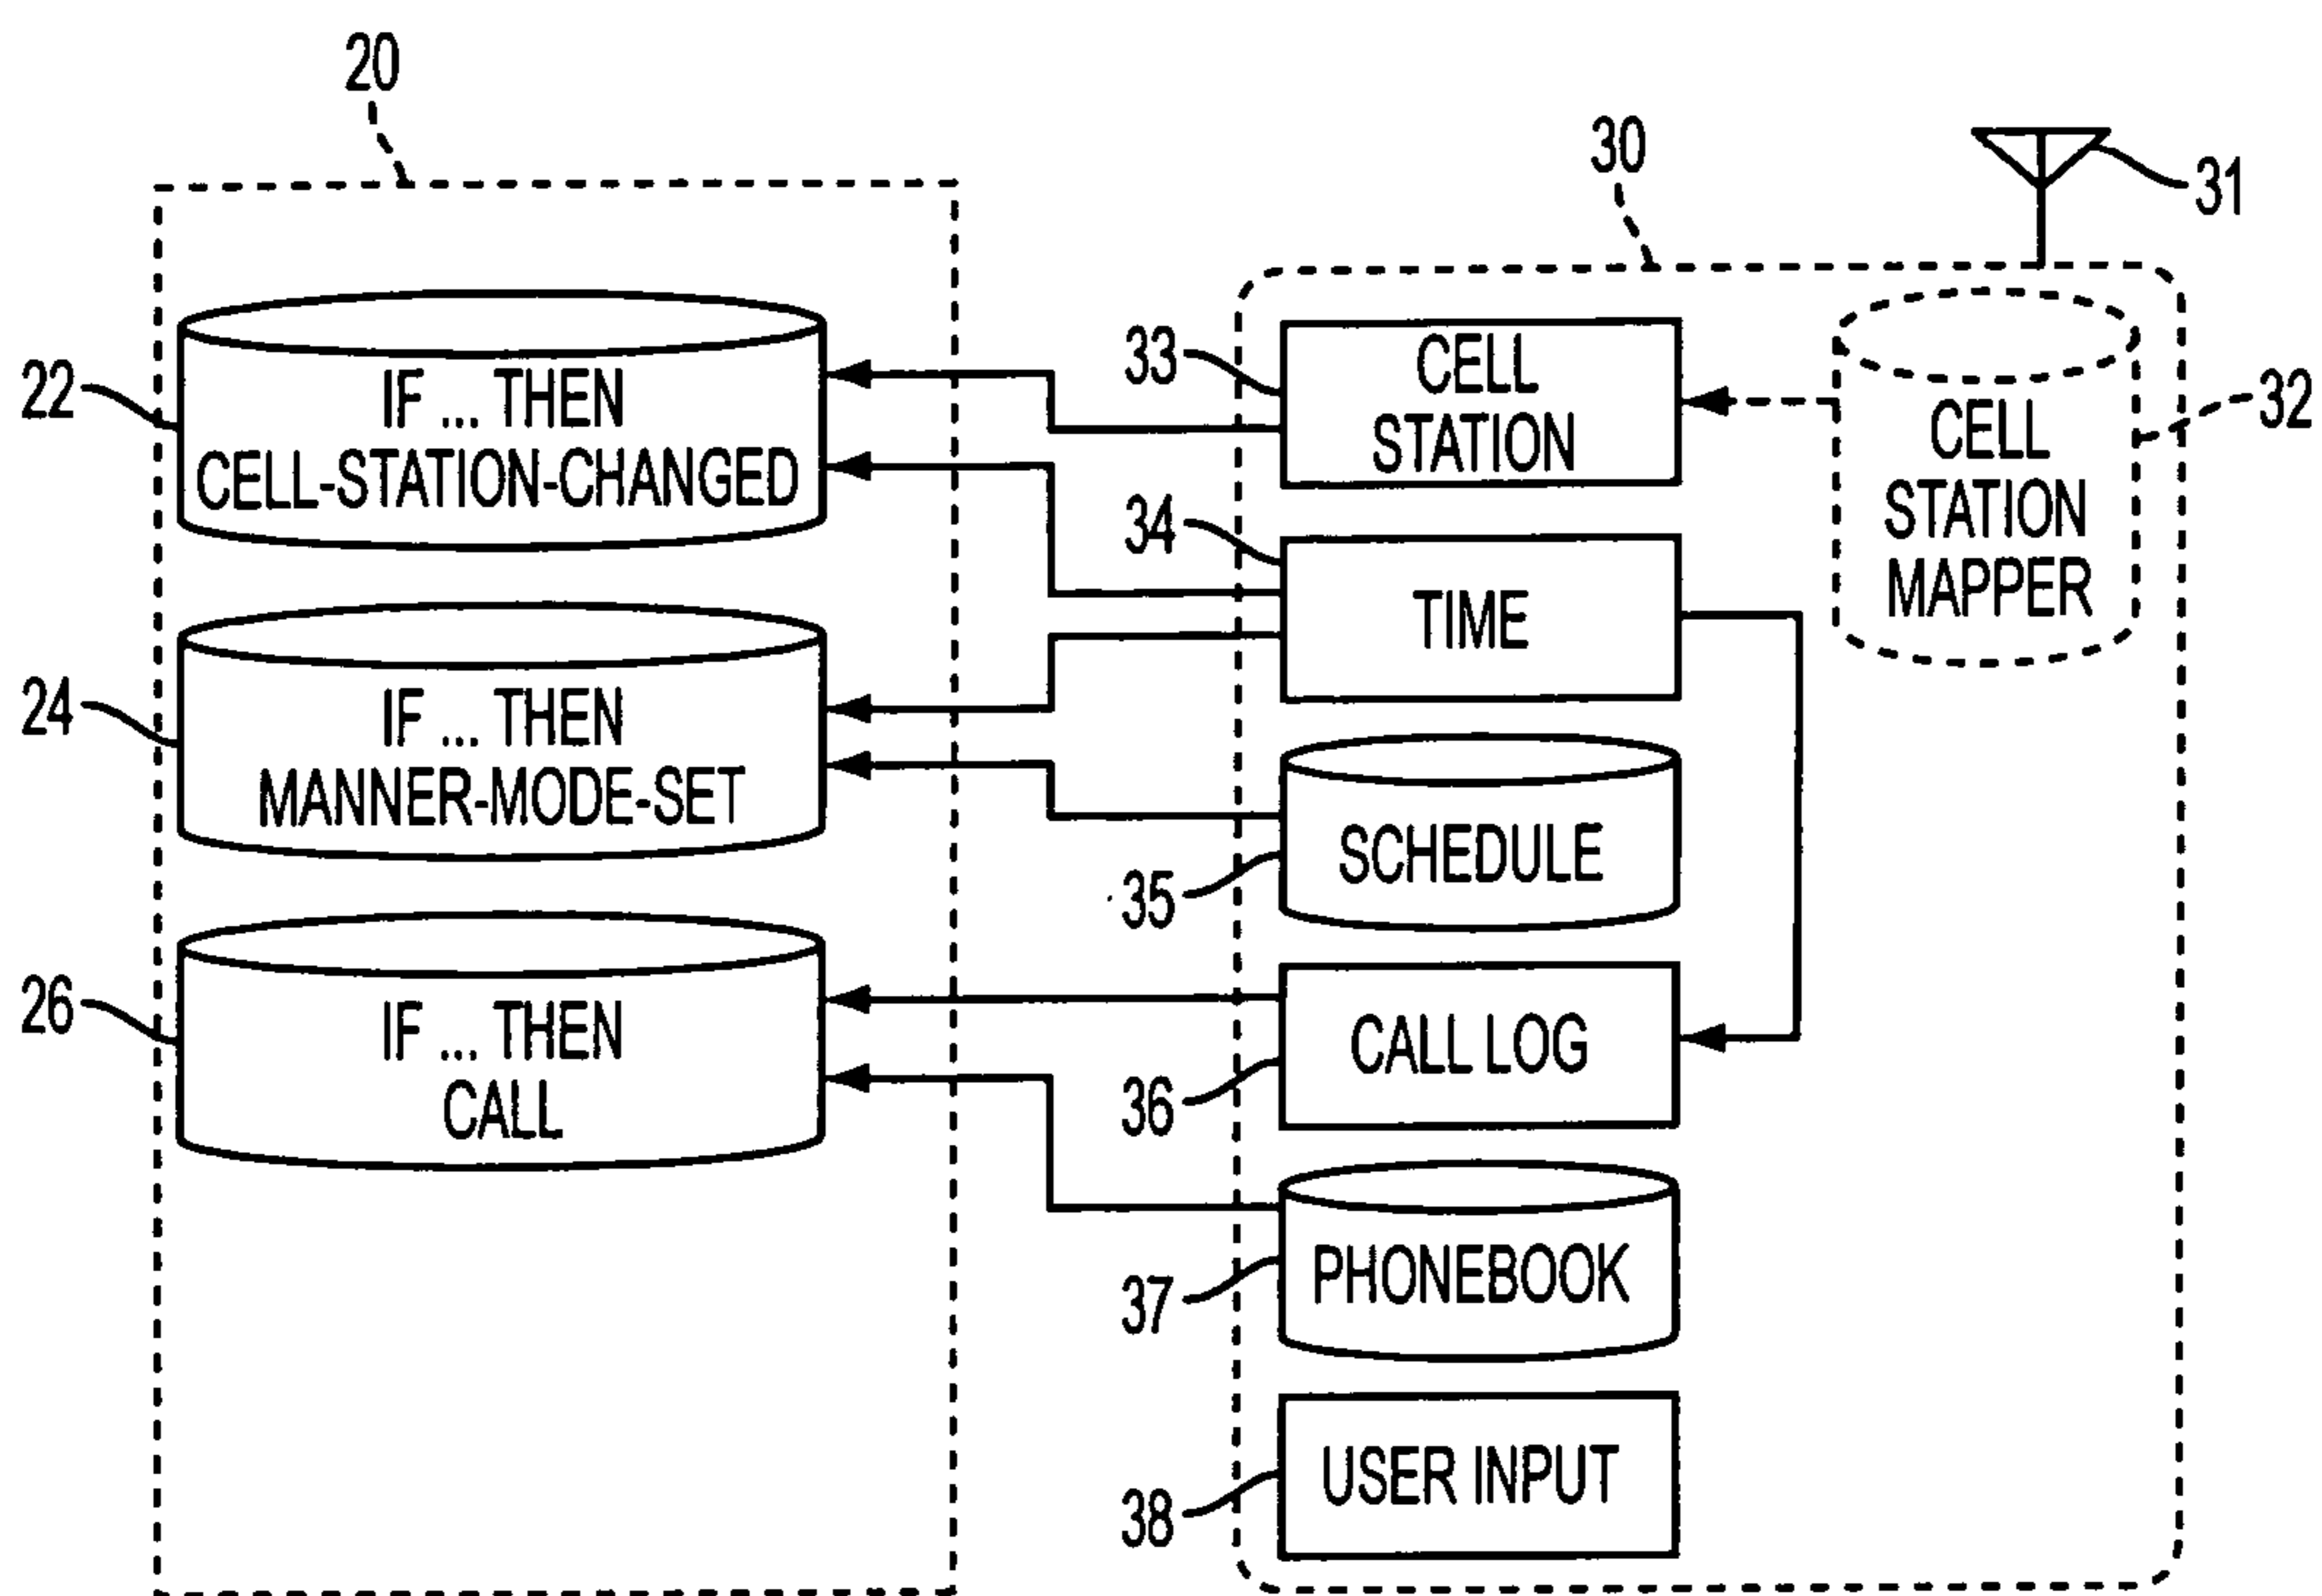 20
30
31
22
IF ... THEN
CELL-STATION-CHANGED
33
CELL
STATION
32
CELL
STATION
MAPPER
34
TIME
24
IF ... THEN
MANNER-MODE-SET
35
SCHEDULE
26
IF ... THEN
CALL
36
CALL LOG
37
PHONEBOOK
38
USER INPUT